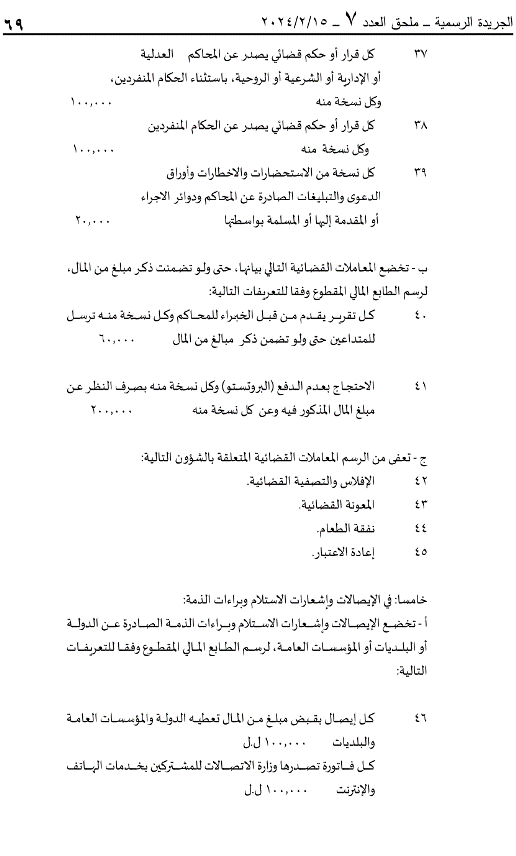 الجريدة الرسمية – ملحق العدد ٧ – ٢٠٢٤/٢/١٥ ٦٩
٣٧ كل قرار أو حكم قضائي يصدر عن المحاكم العدلية
أو الإدارية أو الشرعية أو الروحية، باستثناء الحكام المنفردين،
وكل نسخة منه ١٠٠,٠٠٠
٣٨ كل قرار أو حكم قضائي يصدر عن الحكام المنفردين
وكل نسخة منه ١٠٠,٠٠٠
٣٩ كل نسخة من الاستحضارات والاخطارات وأوراق
الدعوى والتبليغات الصادرة عن المحاكم ودوائر الاجراء
أو المقدمة إليها أو المسلمة بواسطتها ٢٠,٠٠٠
ب - تخضع المعاملات القضائية التالي بيانها، حتى ولو تضمنت ذكر مبلغ من المال،
لرسم الطابع المالي المقطوع وفقا للتعريفات التالية:
٤٠ كل تقرير يقدم من قبل الخبراء للمحاكم وكل نسخة منه ترسل
للمتداعين حتى ولو تضمن ذكر مبالغ من المال ٦٠,٠٠٠
٤١ الاحتجاج بعدم الدفع (البروتستو) وكل نسخة منه بصرف النظر عن
مبلغ المال المذكور فيه وعن كل نسخة منه ٢٠٠,٠٠٠
ج - تعفى من الرسم المعاملات القضائية المتعلقة بالشؤون التالية:
٤٢ الإفلاس والتصفية القضائية.
٤٣ المعونة القضائية.
٤٤ نفقة الطعام.
٤٥ إعادة الاعتبار.
خامسا: في الإيصالات وإشعارات الاستلام وبراءات الذمة:
أ - تخضع الإيصالات وإشعارات الاستلام وبراءات الذمة الصادرة عن الدولة
أو البلديات أو المؤسسات العامة، لرسم الطابع المالي المقطوع وفقا للتعريفات
التالية:
٤٦ كل إيصال بقبض مبلغ من المال تعطيه الدولة والمؤسسات العامة
والبلديات ١٠٠,٠٠٠ ل.ل
كل فاتورة تصدرها وزارة الاتصالات للمشتركين بخدمات الهاتف
والإنترنت ١٠٠,٠٠٠ ل.ل